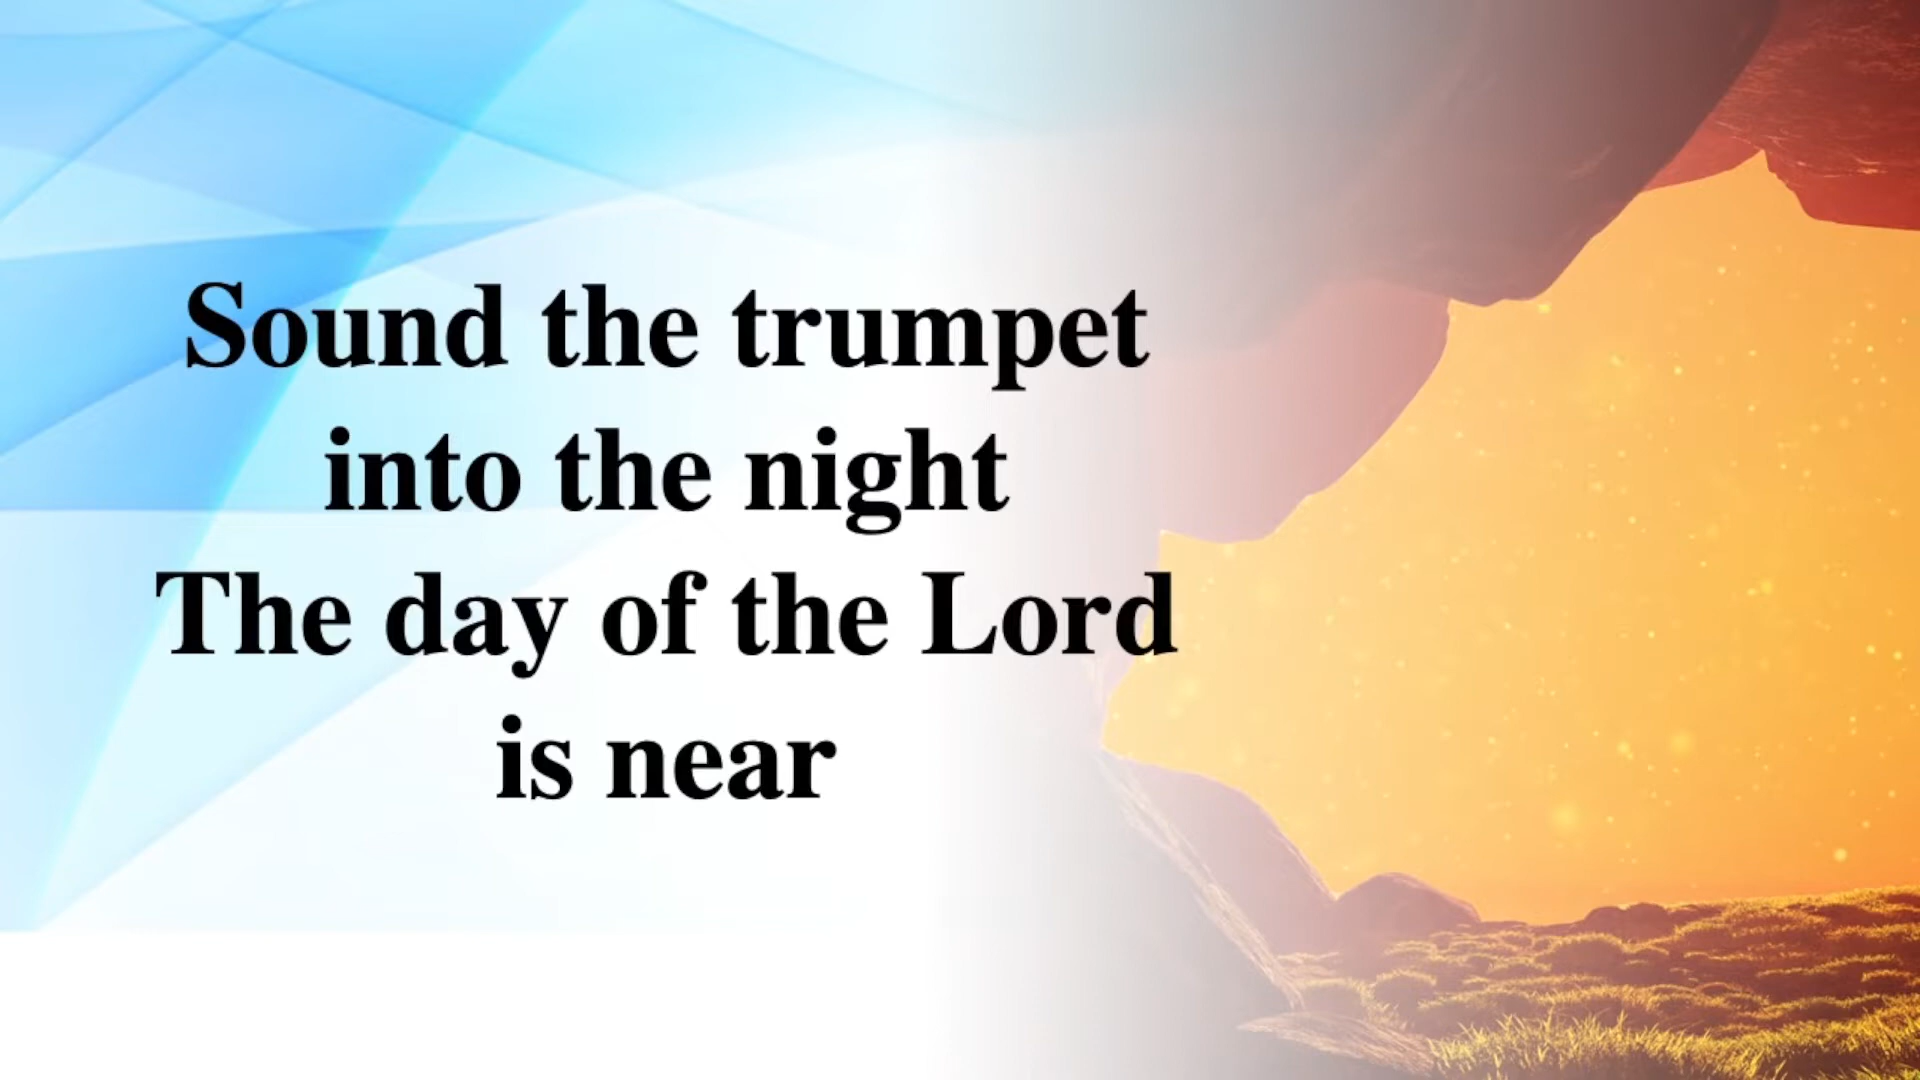 Sound the trumpet
into the night
The day of the Lord
is near